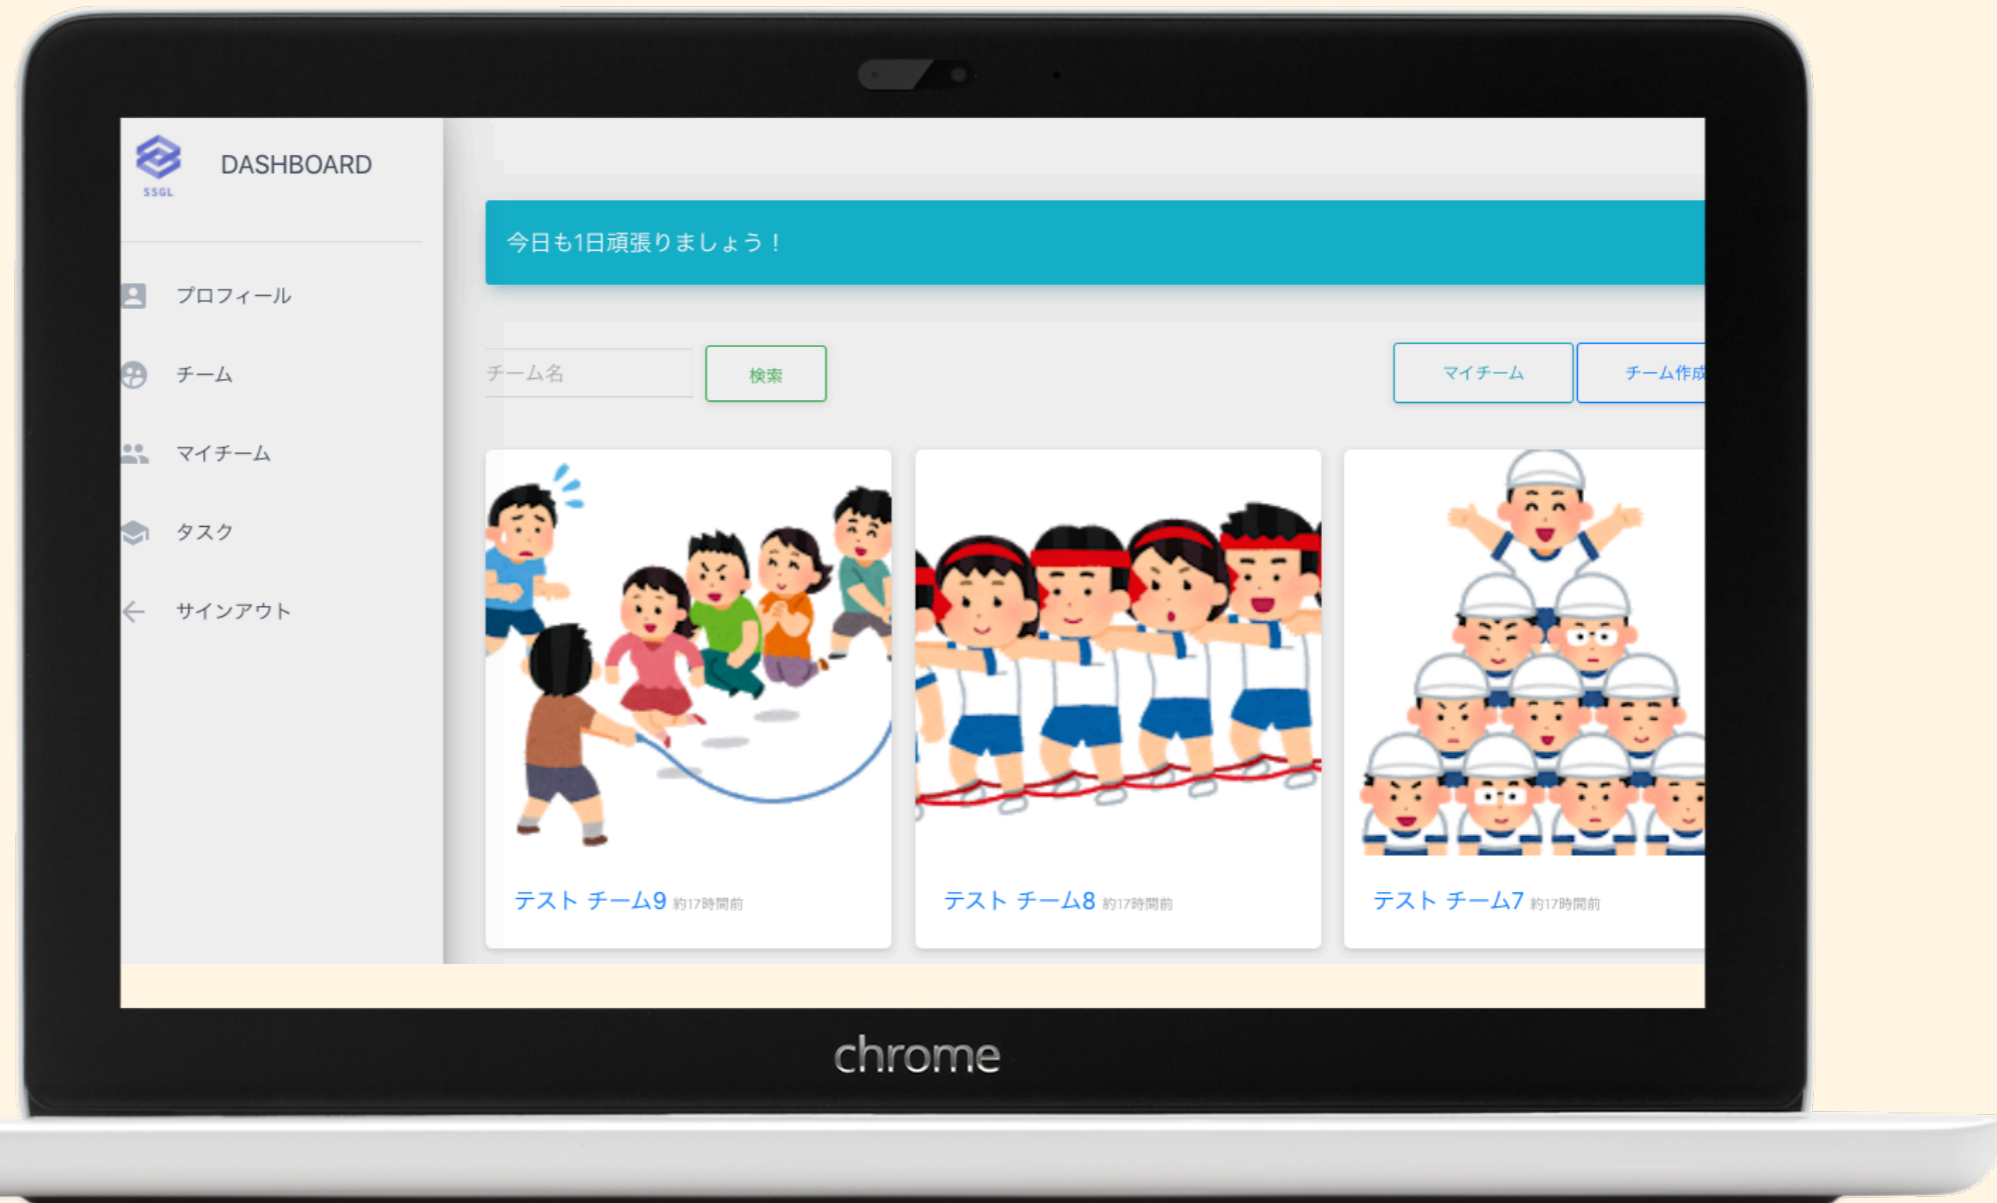 SSGL
DASHBOARD
今日も1日頑張りましょう！
プロフィール
チーム
マイチーム
タスク
サインアウト
チーム名
検索
マイチーム
チーム作成
テスト チーム9 約17時間前
テスト チーム8 約17時間前
テスト チーム7 約17時間前
chrome